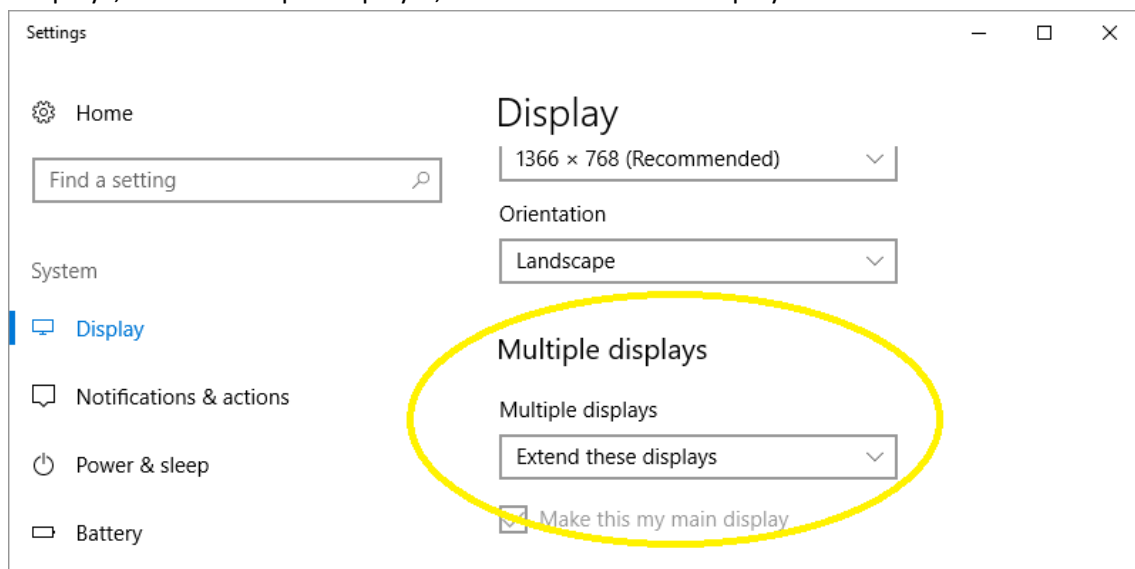 Settings
Home
Find a setting
System
Display
Notifications & actions
Power & sleep
Battery
Display
1366 × 768 (Recommended)
Orientation
Landscape
Multiple displays
Multiple displays
Extend these displays
Make this my main display